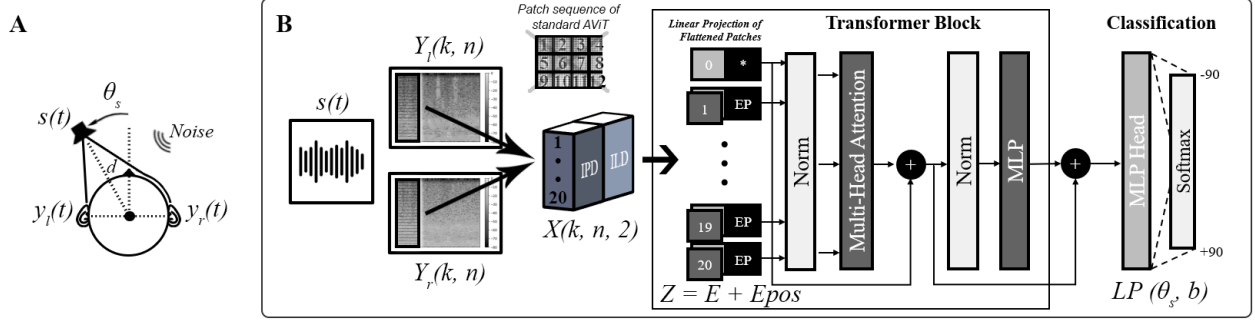 A
θs
s(t)
Noise
d
yl(t)
yr(t)
B
s(t)
Yl(k, n)
Yr(k, n)
Patch sequence of
standard AViT
1 2 3 4
5 6 7 8
9 10 11 12
1
20
IPD
ILD
X(k, n, 2)
Linear Projection of
Flattened Patches
0 *
1 EP
19 EP
20 EP
Z = E + Epos
Transformer Block
Norm
Multi-Head Attention
+
Norm
MLP
+
Classification
MLP Head
Softmax
-90
+90
LP (θs, b)